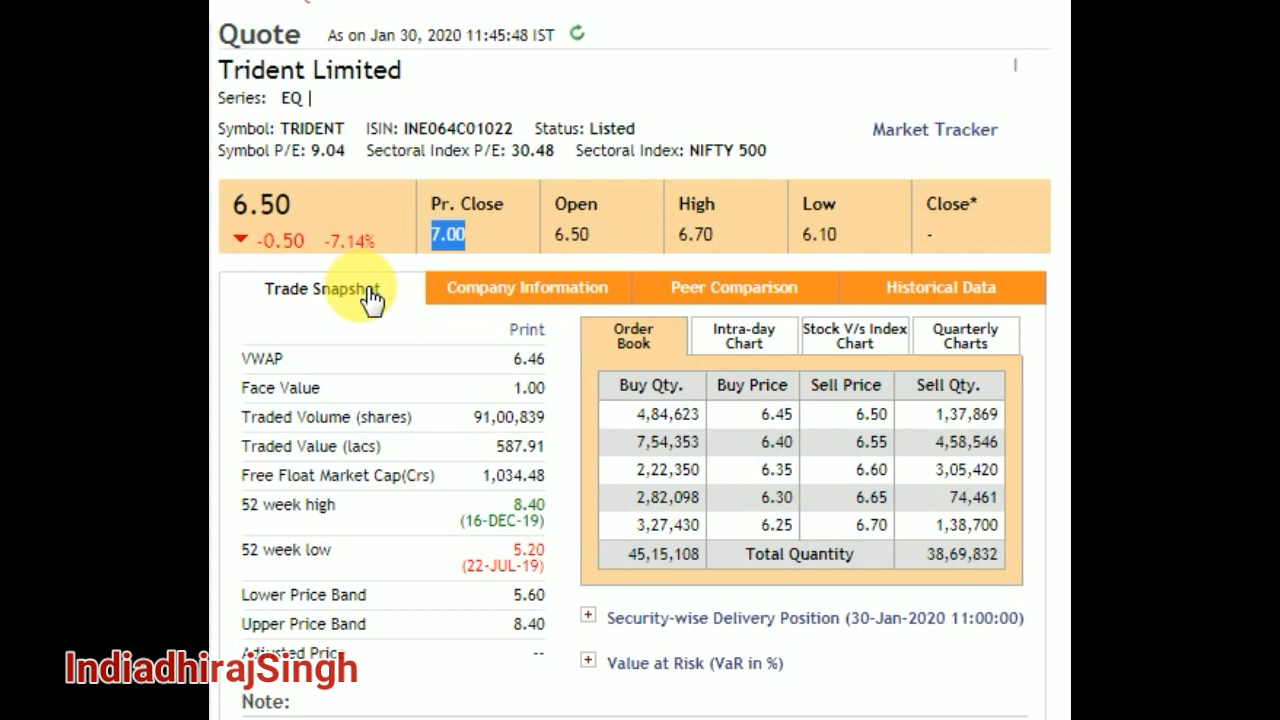 Quote As on Jan 30, 2020 11:45:48 IST
Trident Limited
Series: EQ |
Symbol: TRIDENT ISIN: INE064C01022 Status: Listed
Market Tracker
Symbol P/E: 9.04 Sectoral Index P/E: 30.48 Sectoral Index: NIFTY 500
6.50 Pr. Close Open High Low Close*
-0.50 -7.14% 7.00 6.50 6.70 6.10 -
Trade Snapshot Company Information Peer Comparison Historical Data
Print
VWAP 6.46
Face Value 1.00
Traded Volume (shares) 91,00,839
Traded Value (lacs) 587.91
Free Float Market Cap(Crs) 1,034.48
52 week high 8.40
(16-DEC-19)
52 week low 5.20
(22-JUL-19)
Lower Price Band 5.60
Upper Price Band 8.40
Adjusted Price --
Order Intra-day Stock V/s Index Quarterly
Book Chart Chart Charts
Buy Qty. Buy Price Sell Price Sell Qty.
4,84,623 6.45 6.50 1,37,869
7,54,353 6.40 6.55 4,58,546
2,22,350 6.35 6.60 3,05,420
2,82,098 6.30 6.65 74,461
3,27,430 6.25 6.70 1,38,700
45,15,108 Total Quantity 38,69,832
Security-wise Delivery Position (30-Jan-2020 11:00:00)
Value at Risk (VaR in %)
IndiadhirajSingh
Note: